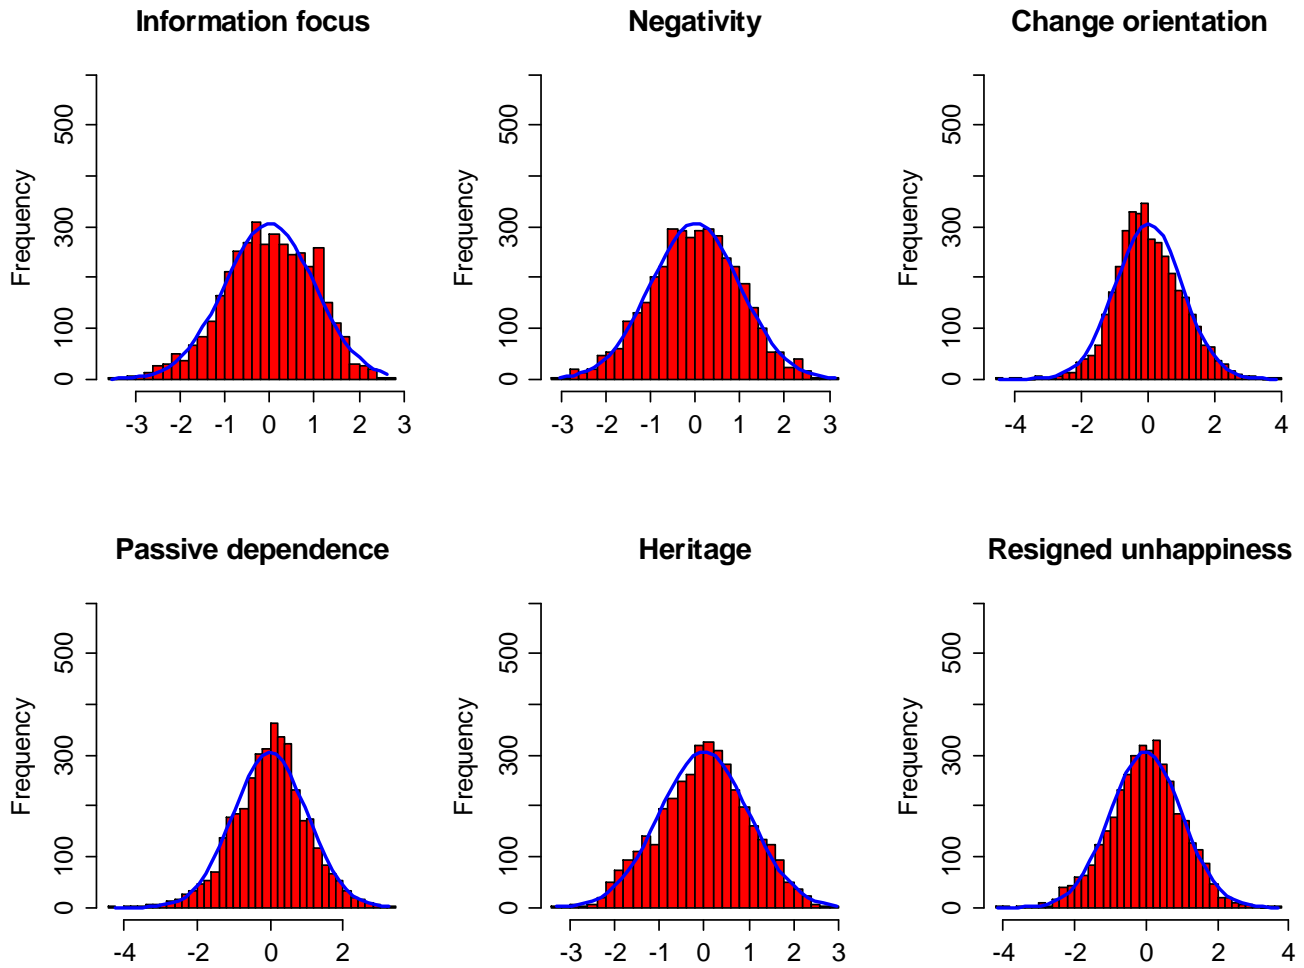 Information focus
Negativity
Change orientation
Frequency
0 100 300 500
-3 -2 -1 0 1 2 3
Frequency
0 100 300 500
-3 -2 -1 0 1 2 3
Frequency
0 100 300 500
-4 -2 0 2 4
Passive dependence
Heritage
Resigned unhappiness
Frequency
0 100 300 500
-4 -2 0 2
Frequency
0 100 300 500
-3 -2 -1 0 1 2 3
Frequency
0 100 300 500
-4 -2 0 2 4